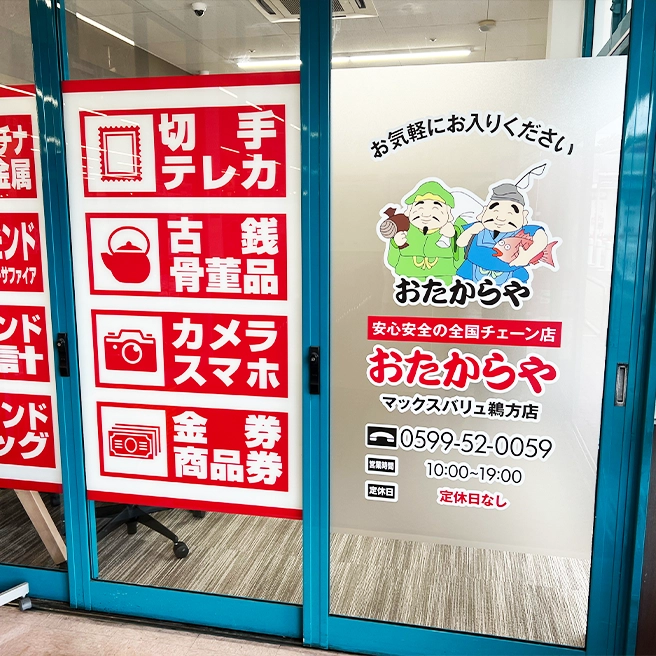 チナ
金属
ンド
サファイア
ンド
信十
ンド
ッグ
切手
テレカ
古銭
骨董品
カメラ
スマホ
金券
商品券
お気軽にお入りください
おたからや
安心安全の全国チェーン店
おたからや
マックスバリュ鵜方店
0599-52-0059
営業時間
10:00~19:00
定休日
定休日なし